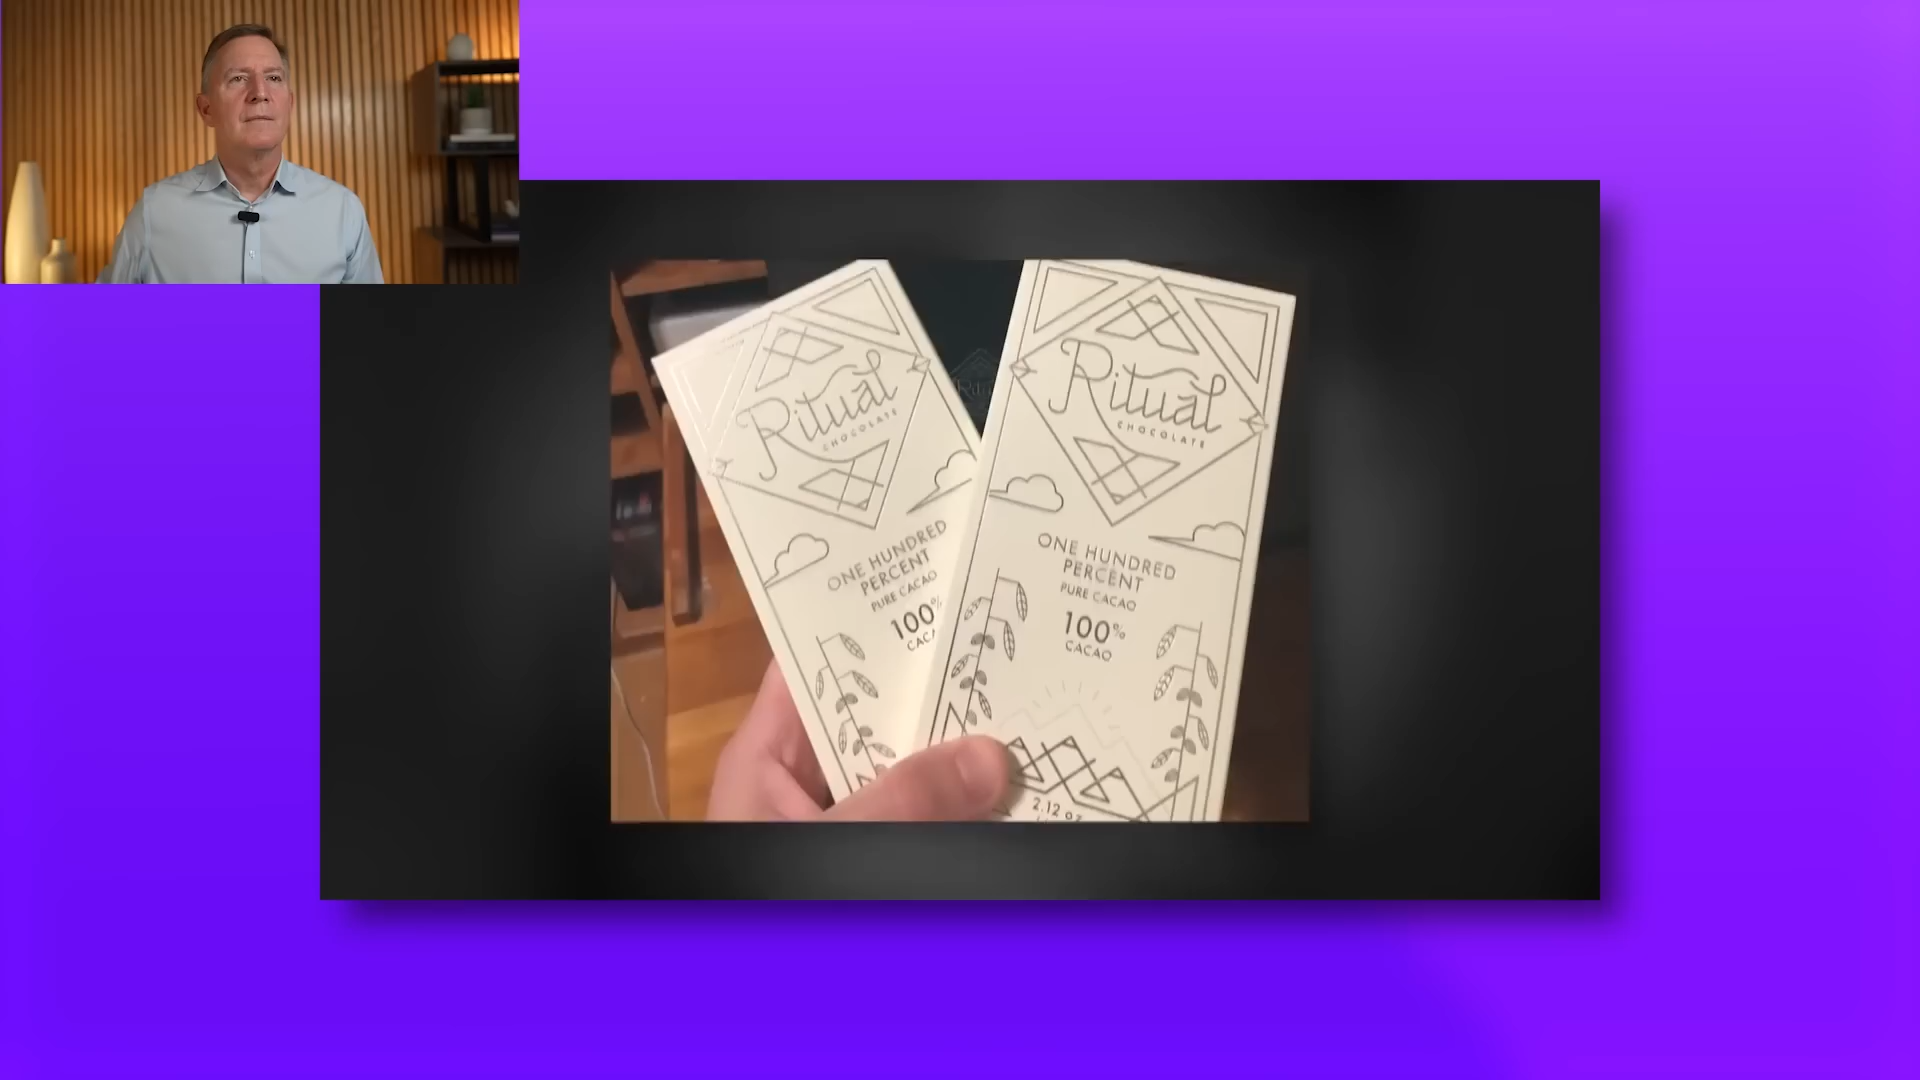 Ritual
CHOCOLATE
ONE HUNDRED
PERCENT
PURE CACAO
100%
Ritual
CHOCOLATE
ONE HUNDRED
PERCENT
PURE CACAO
100%
CACAO
2.12 oz